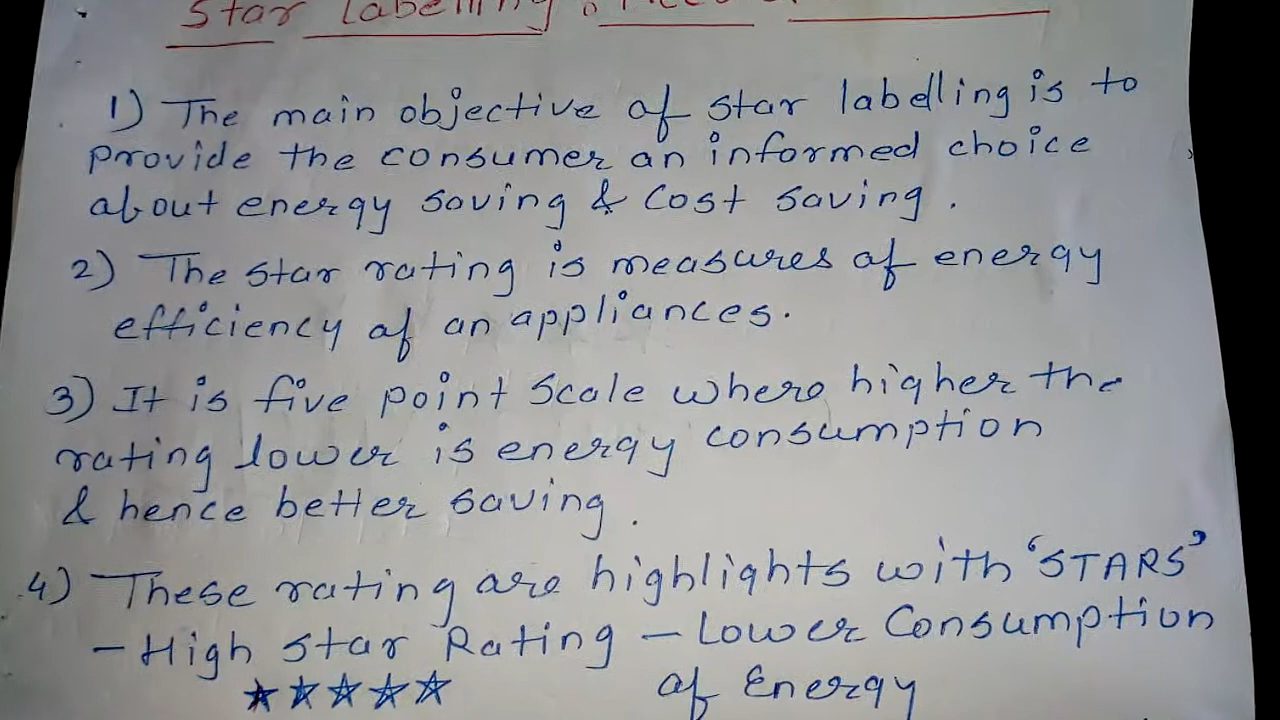 Star labelling :
1) The main objective of star labelling is to
provide the consumer an informed choice
about energy saving & cost saving .
2) The star rating is measures of energy
efficiency of an appliances.
3) It is five point scale where higher the
rating lower is energy consumption
& hence better saving .
4) These rating are highlights with 'STARS'
- High Star Rating - Lower Consumption
★☆☆☆☆ of Energy